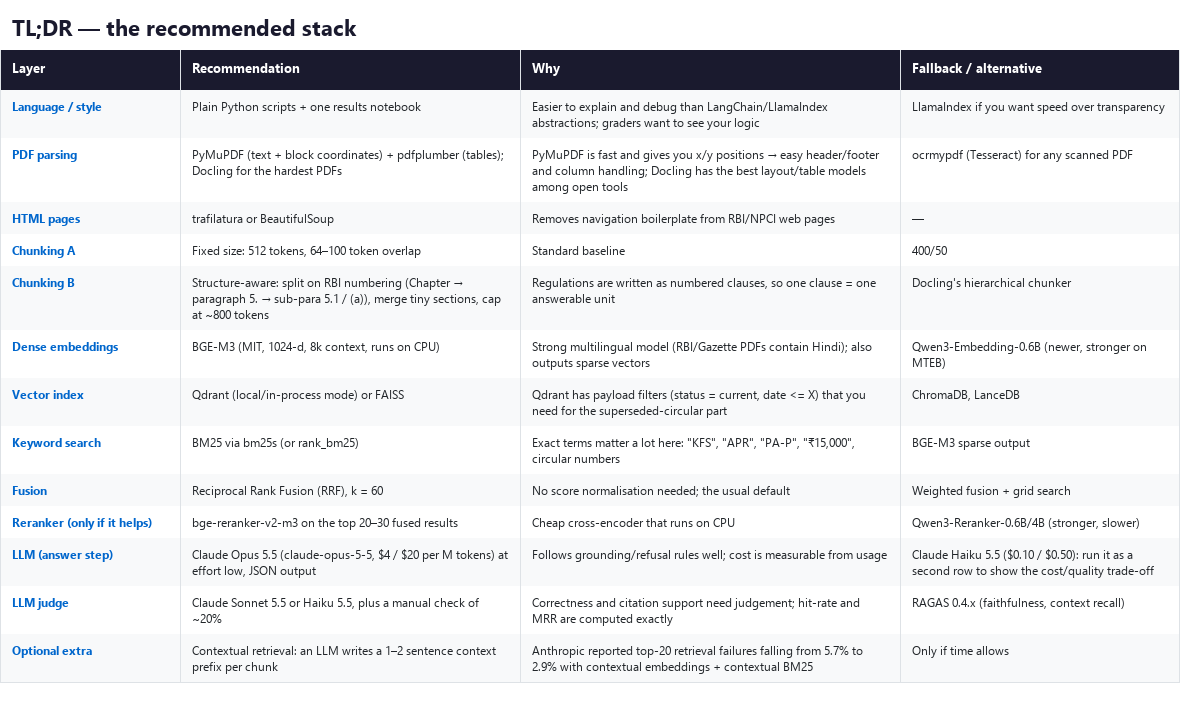 TL;DR — the recommended stack
Layer
Recommendation
Why
Fallback / alternative
Language / style
Plain Python scripts + one results notebook
Easier to explain and debug than LangChain/LlamaIndex
abstractions; graders want to see your logic
LlamaIndex if you want speed over transparency
PDF parsing
PyMuPDF (text + block coordinates) + pdfplumber (tables);
Docling for the hardest PDFs
PyMuPDF is fast and gives you x/y positions → easy header/footer
and column handling; Docling has the best layout/table models
among open tools
ocrmypdf (Tesseract) for any scanned PDF
HTML pages
trafilatura or BeautifulSoup
Removes navigation boilerplate from RBI/NPCI web pages
—
Chunking A
Fixed size: 512 tokens, 64–100 token overlap
Standard baseline
400/50
Chunking B
Structure-aware: split on RBI numbering (Chapter →
paragraph 5. → sub-para 5.1 / (a)), merge tiny sections, cap
at ~800 tokens
Regulations are written as numbered clauses, so one clause = one
answerable unit
Docling's hierarchical chunker
Dense embeddings
BGE-M3 (MIT, 1024-d, 8k context, runs on CPU)
Strong multilingual model (RBI/Gazette PDFs contain Hindi); also
outputs sparse vectors
Qwen3-Embedding-0.6B (newer, stronger on
MTEB)
Vector index
Qdrant (local/in-process mode) or FAISS
Qdrant has payload filters (status = current, date <= X) that you
need for the superseded-circular part
ChromaDB, LanceDB
Keyword search
BM25 via bm25s (or rank_bm25)
Exact terms matter a lot here: "KFS", "APR", "PA-P", "₹15,000",
circular numbers
BGE-M3 sparse output
Fusion
Reciprocal Rank Fusion (RRF), k = 60
No score normalisation needed; the usual default
Weighted fusion + grid search
Reranker (only if it helps)
bge-reranker-v2-m3 on the top 20–30 fused results
Cheap cross-encoder that runs on CPU
Qwen3-Reranker-0.6B/4B (stronger, slower)
LLM (answer step)
Claude Opus 5.5 (claude-opus-5-5, $4 / $20 per M tokens) at
effort low, JSON output
Follows grounding/refusal rules well; cost is measurable from usage
Claude Haiku 5.5 ($0.10 / $0.50): run it as a
second row to show the cost/quality trade-off
LLM judge
Claude Sonnet 5.5 or Haiku 5.5, plus a manual check of
~20%
Correctness and citation support need judgement; hit-rate and
MRR are computed exactly
RAGAS 0.4.x (faithfulness, context recall)
Optional extra
Contextual retrieval: an LLM writes a 1–2 sentence context
prefix per chunk
Anthropic reported top-20 retrieval failures falling from 5.7% to
2.9% with contextual embeddings + contextual BM25
Only if time allows